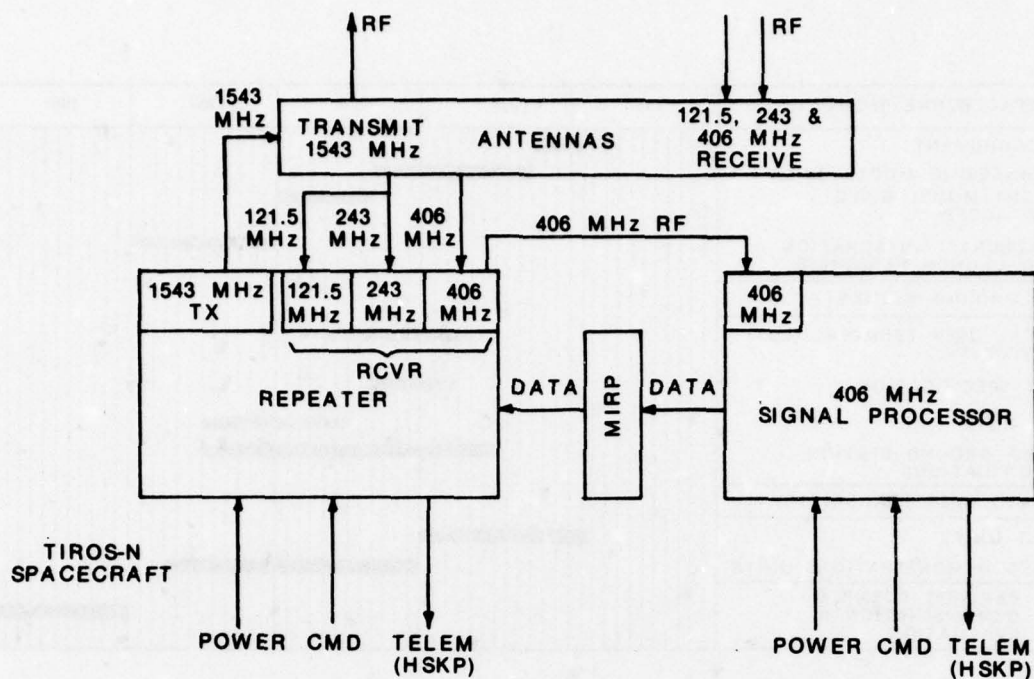 RF
RF
1543
MHz
TRANSMIT
1543 MHz
ANTENNAS
121.5, 243 &
406 MHz
RECEIVE
121.5
MHz
243
MHz
406
MHz
406 MHz RF
1543 MHz
TX
121.5
MHz
243
MHz
406
MHz
406
MHz
RCVR
REPEATER
DATA
MIRP
DATA
406 MHz
SIGNAL PROCESSOR
TIROS-N
SPACECRAFT
POWER CMD TELEM
(HSKP)
POWER CMD TELEM
(HSKP)